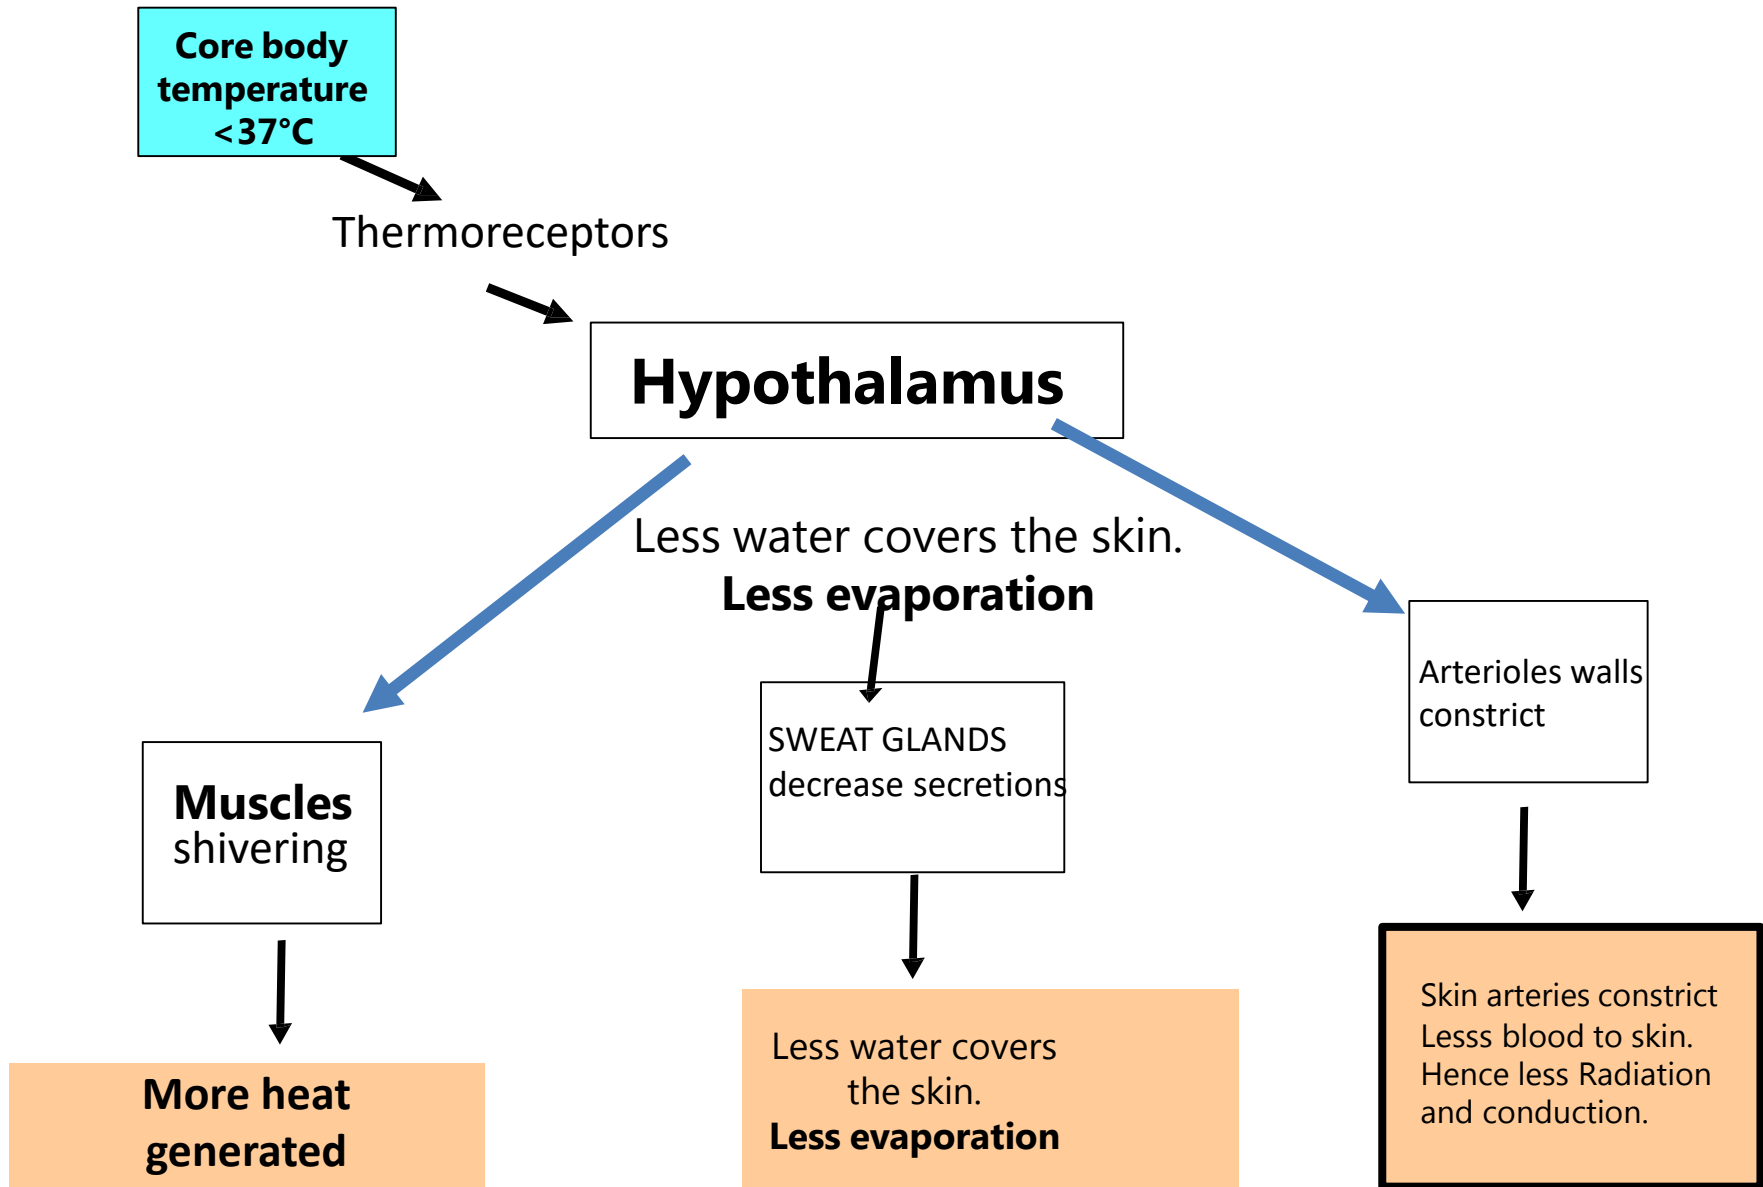 Core body
temperature
<37°C
Thermoreceptors
Hypothalamus
Less water covers the skin.
Less evaporation
Muscles
shivering
SWEAT GLANDS
decrease secretions
Arterioles walls
constrict
More heat
generated
Less water covers
the skin.
Less evaporation
Skin arteries constrict
Lesss blood to skin.
Hence less Radiation
and conduction.